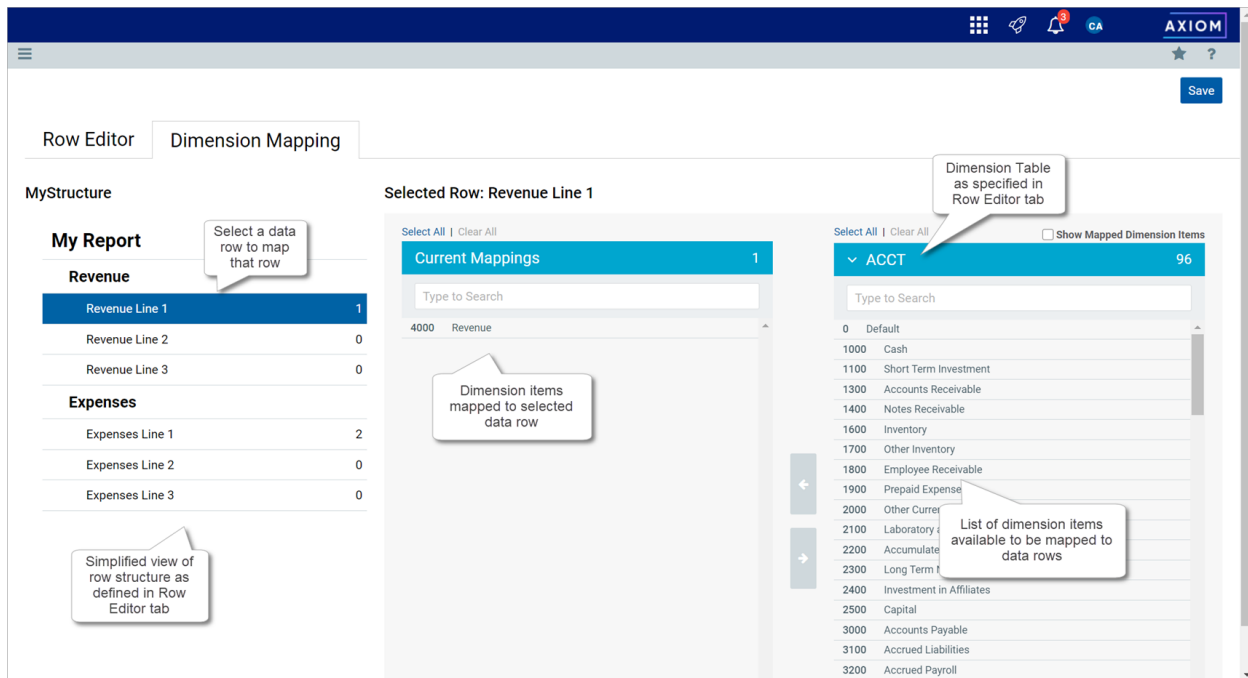 3
CA
AXIOM
?
Save
Row Editor
Dimension Mapping
MyStructure
My Report
Revenue
Revenue Line 1 1
Revenue Line 2 0
Revenue Line 3 0
Expenses
Expenses Line 1 2
Expenses Line 2 0
Expenses Line 3 0
Select a data
row to map
that row
Simplified view of
row structure as
defined in Row
Editor tab
Selected Row: Revenue Line 1
Select All | Clear All
Current Mappings 1
Type to Search
4000 Revenue
Dimension items
mapped to selected
data row
Dimension Table
as specified in
Row Editor tab
Select All | Clear All
Show Mapped Dimension Items
ACCT 96
Type to Search
0 Default
1000 Cash
1100 Short Term Investment
1300 Accounts Receivable
1400 Notes Receivable
1600 Inventory
1700 Other Inventory
1800 Employee Receivable
1900 Prepaid Expense
2000 Other
2100 Laboratory
2200
2300 Long Term
2400 Investment in Affiliates
2500 Capital
3000 Accounts Payable
3100 Accrued Liabilities
3200 Accrued Payroll
List of dimension items
available to be mapped to
data rows